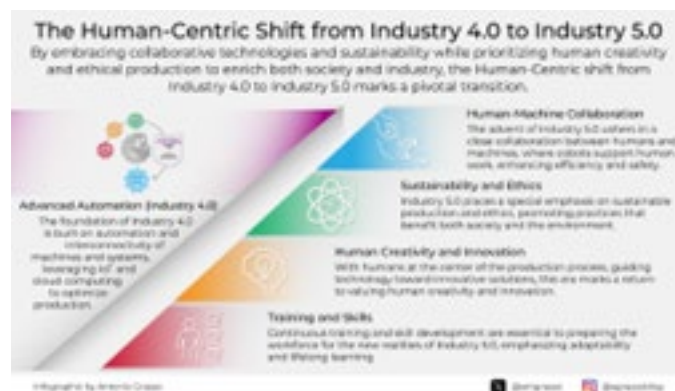 The Human-Centric Shift from Industry 4.0 to Industry 5.0
By embracing collaborative technologies and sustainability while prioritizing human creativity
and ethical production to enrich both society and industry, the Human-Centric shift from
Industry 4.0 to Industry 5.0 marks a pivotal transition.
Human-Machine Collaboration
The advent of Industry 5.0 ushers in a
close collaboration between humans and
machines, where cobots support human
work, enhancing efficiency and safety.
Sustainability and Ethics
Industry 5.0 places a special emphasis on sustainable
production and ethics, promoting practices that
benefit both society and the environment.
Advanced Automation (Industry 4.0)
The foundation of Industry 4.0
is built on automation and
interconnectivity of
machines and systems,
leveraging IoT and
cloud computing
to optimize
production.
Human Creativity and Innovation
With humans at the center of the production process, guiding
technology toward innovative solutions, this era marks a return
to valuing human creativity and innovation.
Training and Skills
Continuous training and skill development are essential to preparing the
workforce for the new realities of Industry 5.0, emphasizing adaptability
and lifelong learning.
Infographic by Antonio Grasso